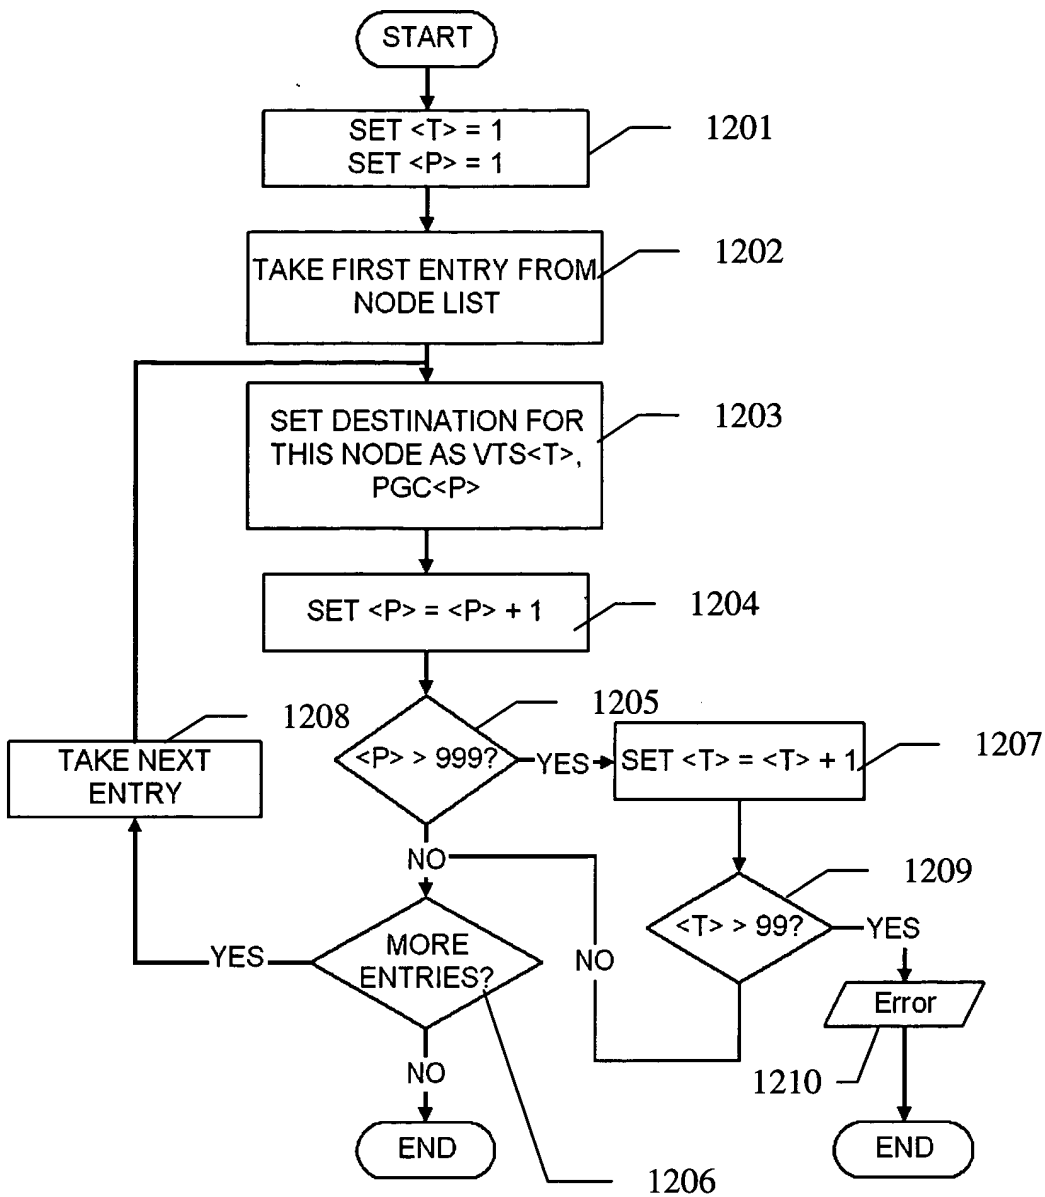 START
SET <T> = 1
SET <P> = 1
1201
TAKE FIRST ENTRY FROM
NODE LIST
1202
SET DESTINATION FOR
THIS NODE AS VTS<T>,
PGC<P>
1203
SET <P> = <P> + 1
1204
<P> > 999?
1205
YES
SET <T> = <T> + 1
1207
TAKE NEXT
ENTRY
1208
NO
<T> > 99?
1209
YES
MORE
ENTRIES?
YES
NO
Error
1210
NO
END
END
1206